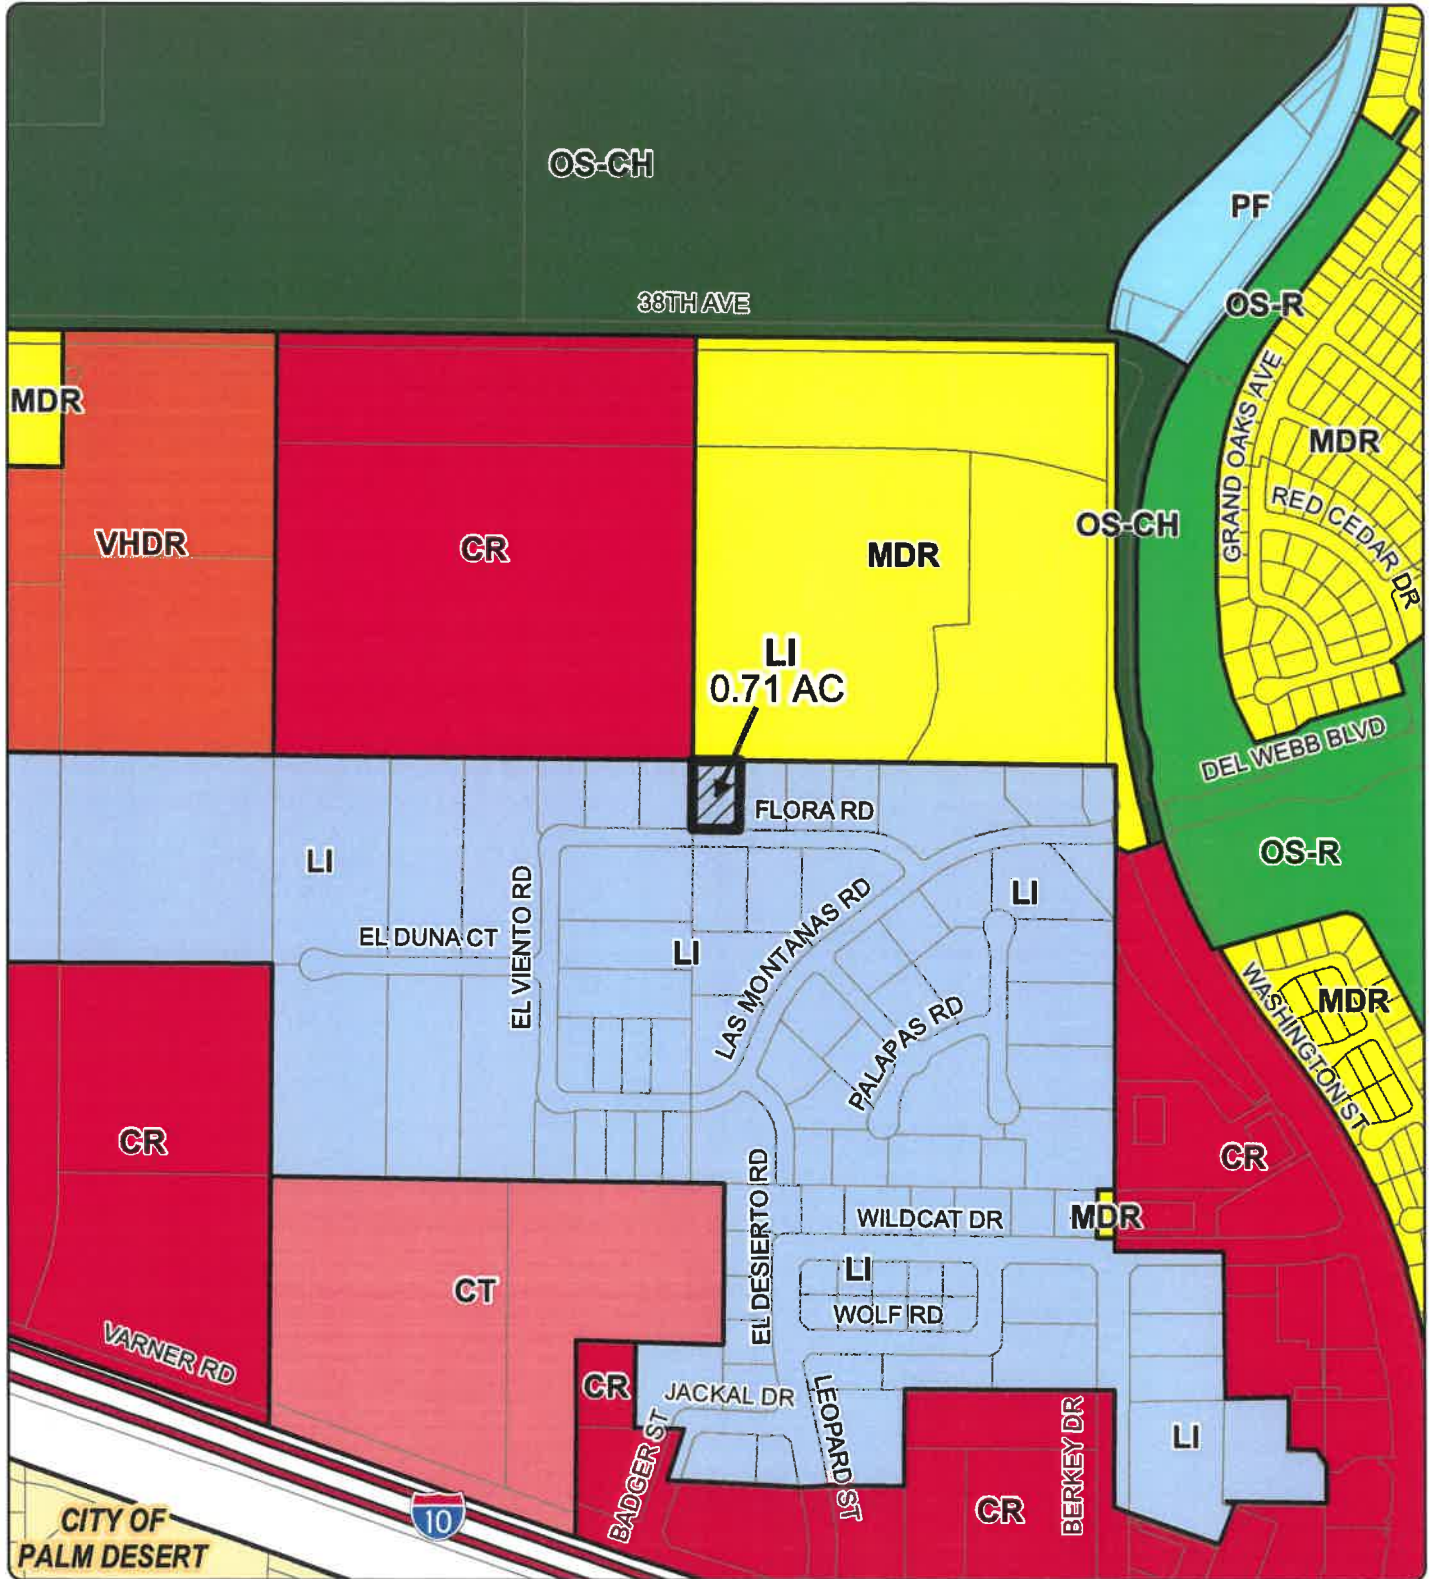 OS-CH
PF
38TH AVE
OS-R
MDR
GRAND OAKS AVE
MDR
RED CEDAR DR
OS-CH
VHDR
CR
MDR
LI
0.71 AC
DEL WEBB BLVD
FLORA RD
LI
OS-R
LI
EL DUNA CT
EL VIENTO RD
LI
LAS MONTANAS RD
PALAPAS RD
WASHINGTON ST
MDR
CR
CR
EL DESIERTO RD
WILDCAT DR
MDR
CT
LI
WOLF RD
VARNER RD
CR
JACKAL DR
LEOPARD ST
BADGER ST
BERKEY DR
LI
CR
10
CITY OF
PALM DESERT